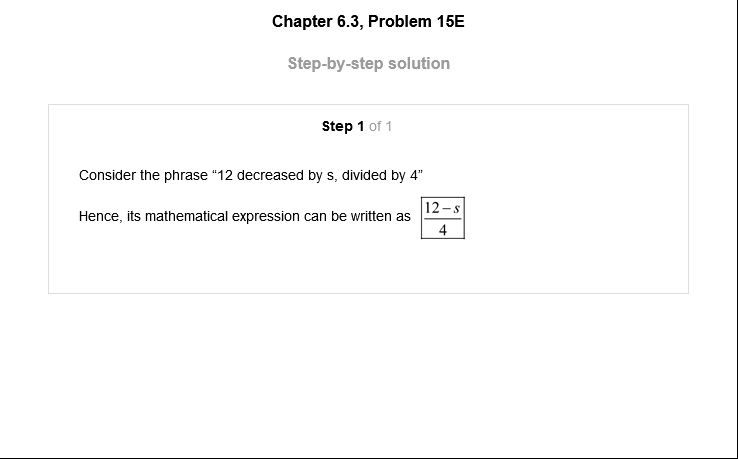 Chapter 6.3, Problem 15E
Step-by-step solution
Step 1 of 1
Consider the phrase “12 decreased by s, divided by 4”
Hence, its mathematical expression can be written as 12 – s
4